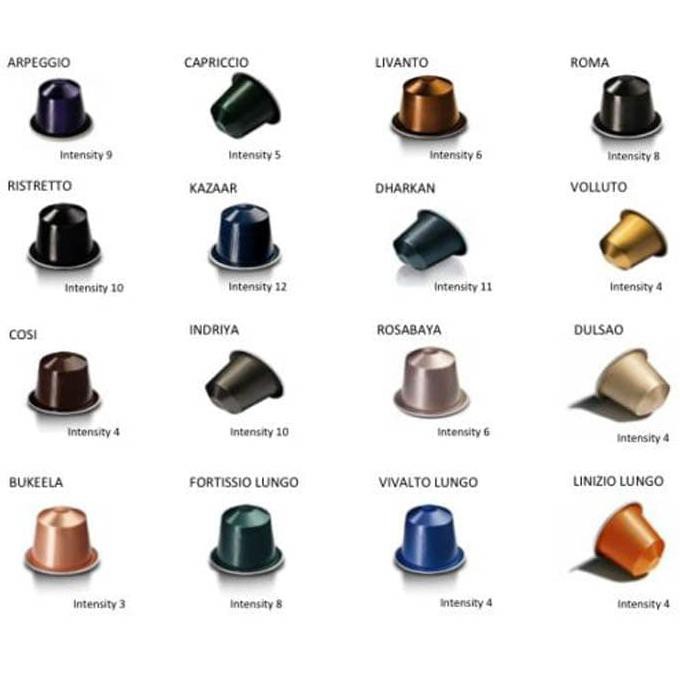 ARPEGGIO
Intensity 9
CAPRICCIO
Intensity 5
LIVANTO
Intensity 6
ROMA
Intensity 8
RISTRETTO
Intensity 10
KAZAAR
Intensity 12
DHARKAN
Intensity 11
VOLLUTO
Intensity 4
COSI
Intensity 4
INDRIYA
Intensity 10
ROSABAYA
Intensity 6
DULSAO
Intensity 4
BUKEELA
Intensity 3
FORTISSIO LUNGO
Intensity 8
VIVALTO LUNGO
Intensity 4
LINIZIO LUNGO
Intensity 4